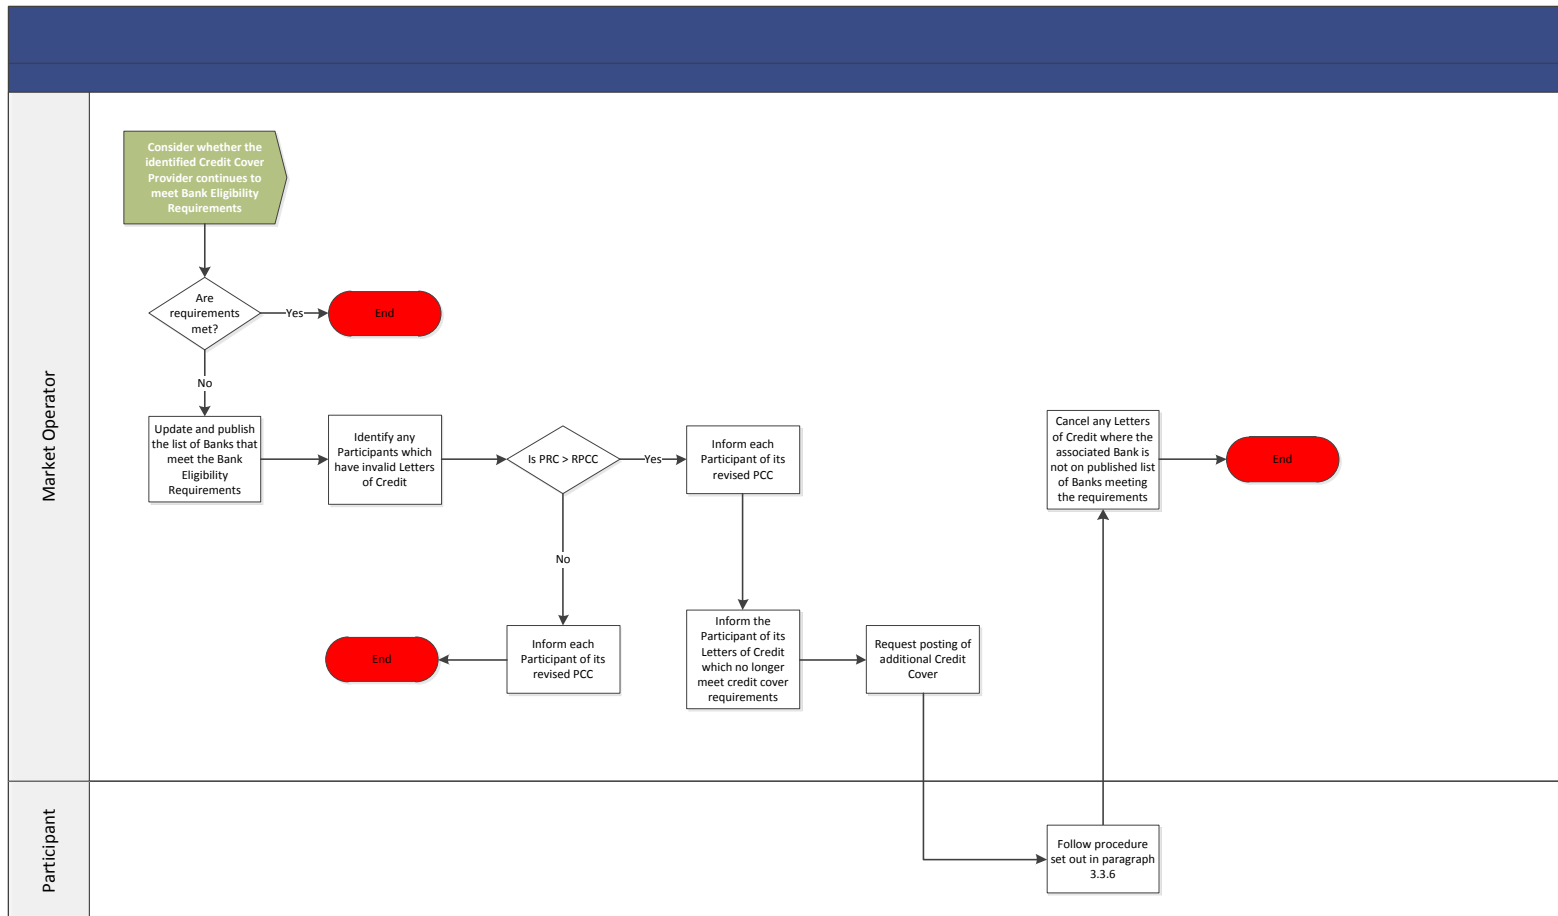 Consider whether the
identified Credit Cover
Provider continues to
meet Bank Eligibility
Requirements
Are
requirements
met?
Yes
End
No
Market Operator
Update and publish
the list of Banks that
meet the Bank
Eligibility
Requirements
Identify any
Participants which
have invalid Letters
of Credit
Is PRC > RPCC
Yes
Inform each
Participant of its
revised PCC
Cancel any Letters
of Credit where the
associated Bank is
not on published list
of Banks meeting
the requirements
End
No
End
Inform each
Participant of its
revised PCC
Inform the
Participant of its
Letters of Credit
which no longer
meet credit cover
requirements
Request posting of
additional Credit
Cover
Participant
Follow procedure
set out in paragraph
3.3.6